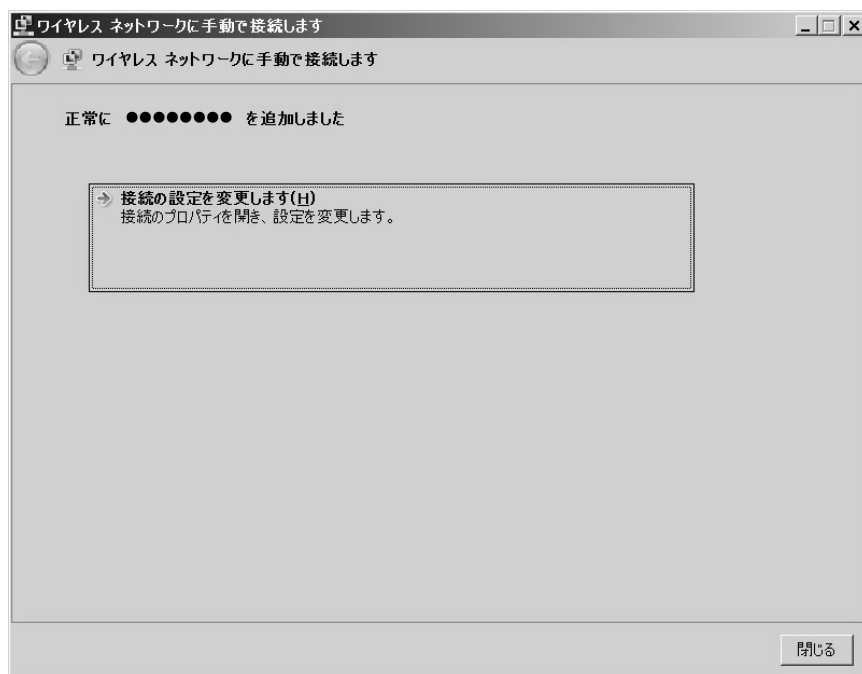 ワイヤレス ネットワークに手動で接続します
ワイヤレス ネットワークに手動で接続します
正常に ●●●●●●●● を追加しました
接続の設定を変更します(H)
接続のプロパティを開き、設定を変更します。
閉じる